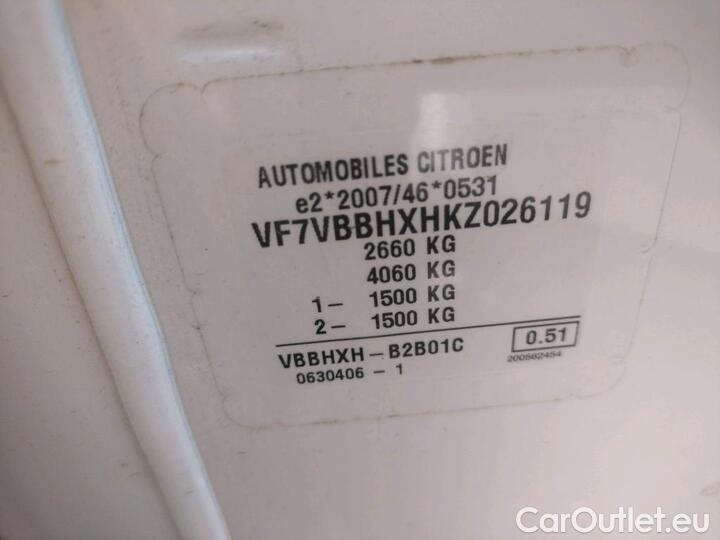 AUTOMOBILES CITROEN
e2*2007/46*0531
VF7VBBHXHKZ026119
2660 KG
4060 KG
1- 1500 KG
2- 1500 KG
VBBHXH-B2B01C
0.51
0630406 - 1
200562454
CarOutlet.eu